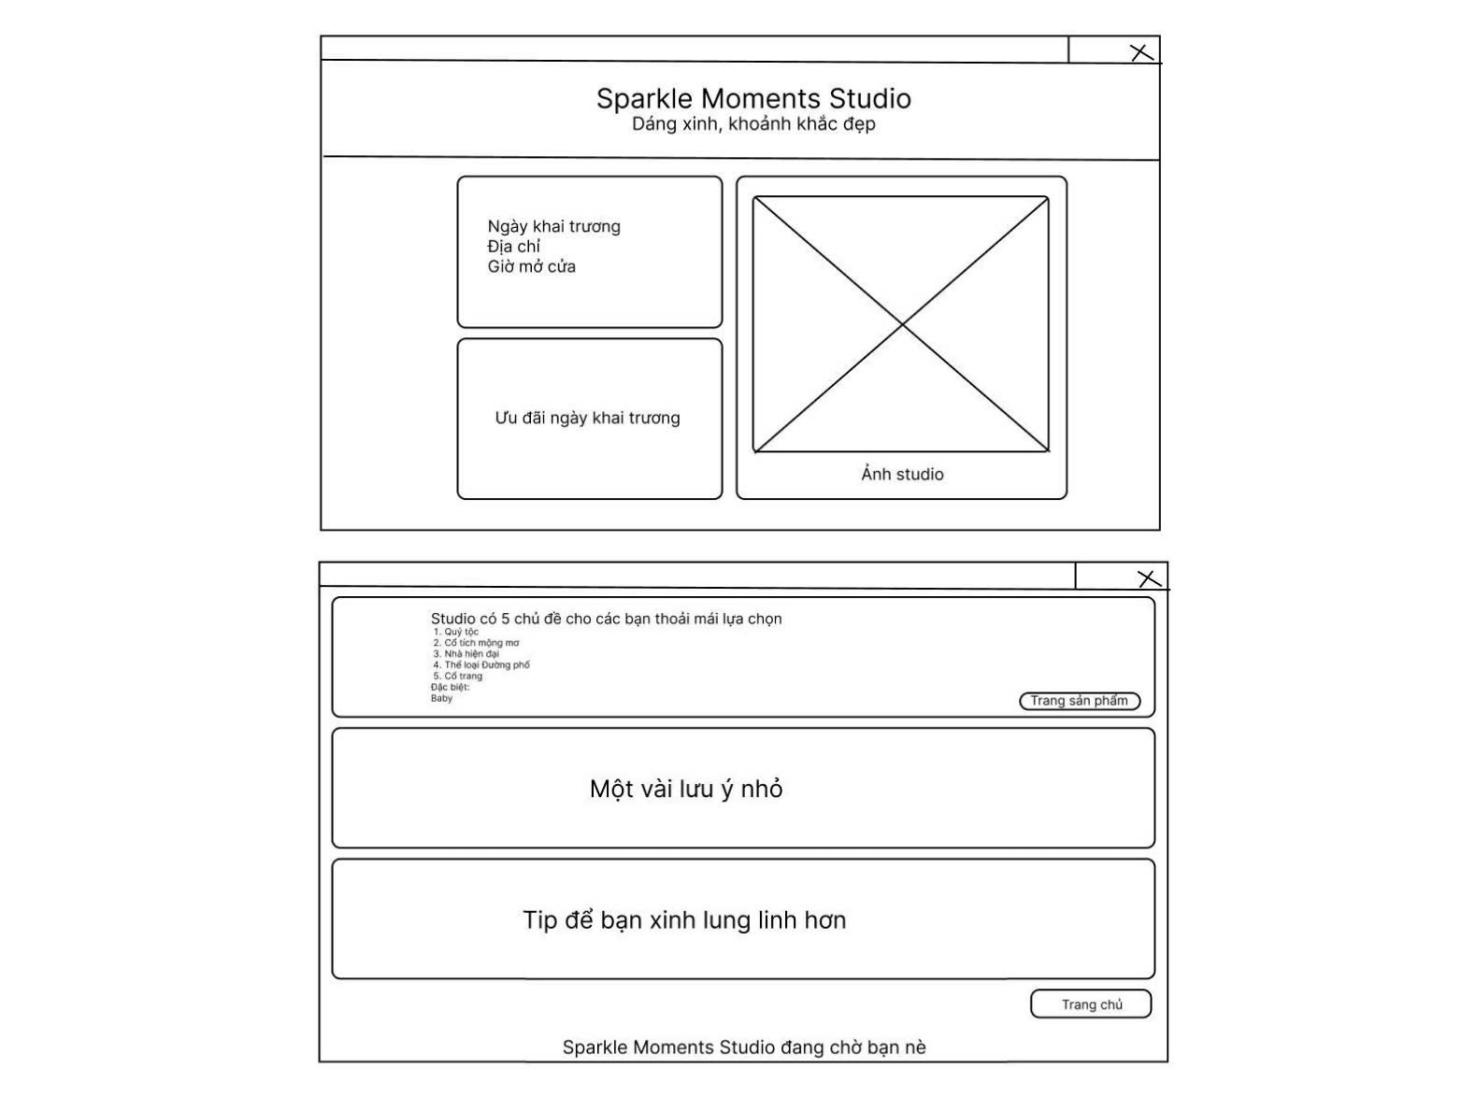 Sparkle Moments Studio
Dáng xinh, khoảnh khắc đẹp
Ngày khai trương
Địa chỉ
Giờ mở cửa
Ưu đãi ngày khai trương
Ảnh studio
Studio có 5 chủ đề cho các bạn thoải mái lựa chọn
1. Quý tộc
2. Cổ tích mộng mơ
3. Nhà hiện đại
4. Thể loại Đường phố
5. Cổ trang
Đặc biệt:
Baby
Trang sản phẩm
Một vài lưu ý nhỏ
Tip để bạn xinh lung linh hơn
Trang chủ
Sparkle Moments Studio đang chờ bạn nè